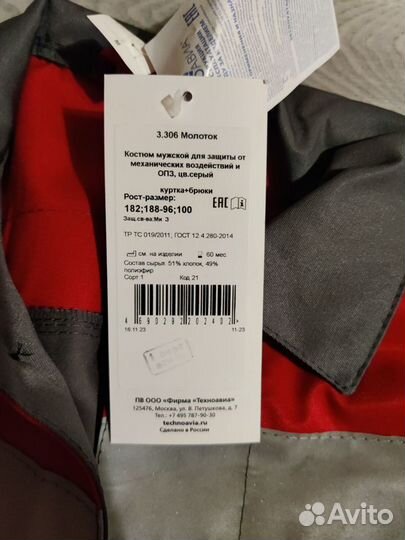 3.306 Молоток
Костюм мужской для защиты от
механических воздействий и
ОПЗ, цв.серый
куртка+брюки
Рост-размер:
182;188-96;100
EAC
Защ.св-ва:Ми З
ТР ТС 019/2011; ГОСТ 12.4.280-2014
см. на изделии
60 мес.
Состав сырья 51% хлопок, 49%
полиэфир
Сорт 1
Код 21
16.11.23
11-23
ПВ ООО «Фирма «Техноавиа»
125476, Москва, ул. В. Петушкова, д. 7
Тел.: +7 495 787-90-30
technoavia.ru
Сделано в России
Avito